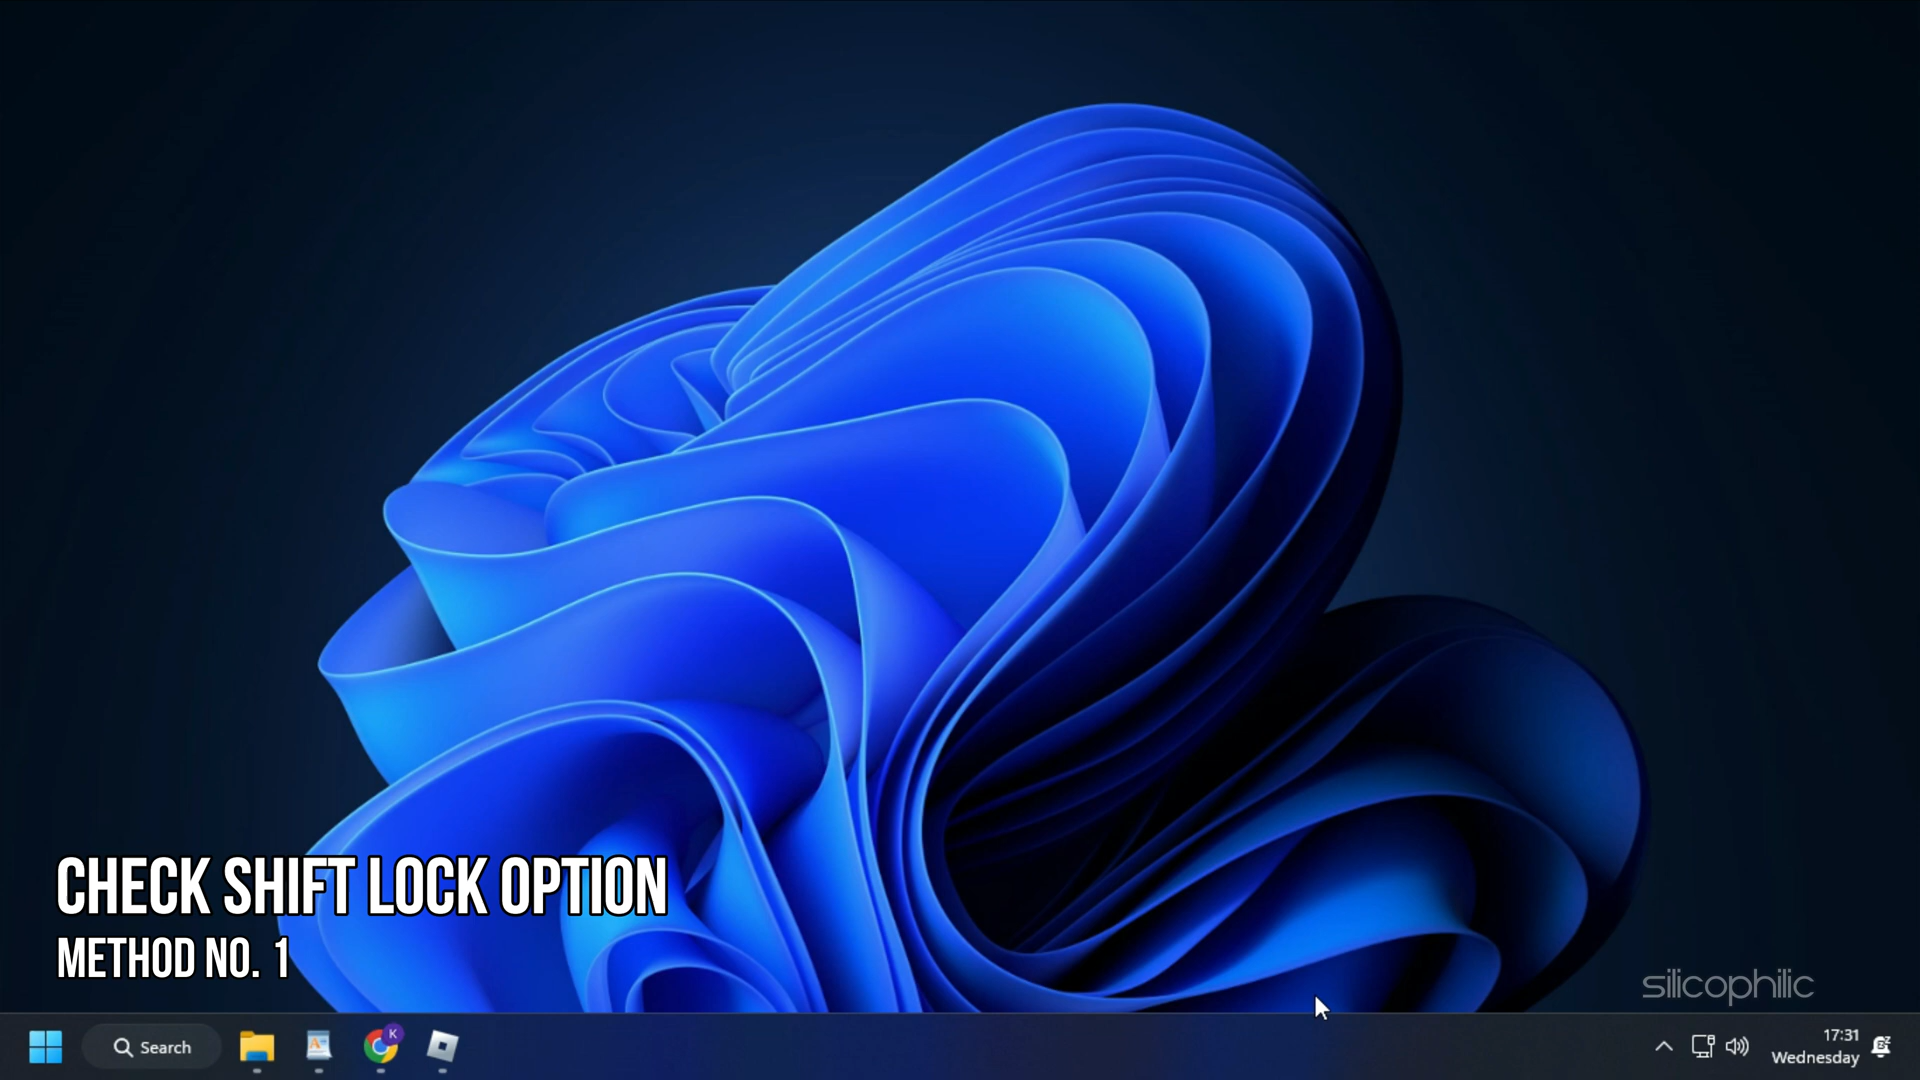 CHECK SHIFT LOCK OPTION
METHOD NO. 1
silicophilic
Search
K
17:31
Wednesday